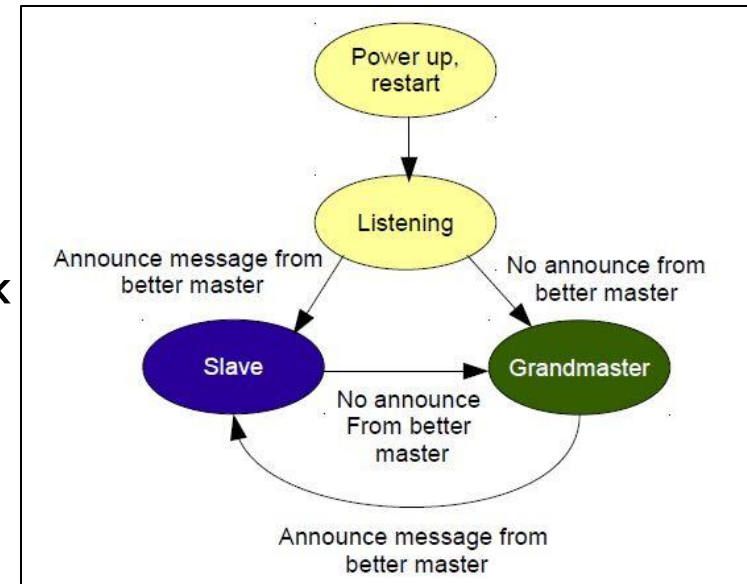 Power up,
restart
Listening
Announce message from
better master
No announce from
better master
k
Slave
Grandmaster
No announce
From better
master
Announce message from
better master